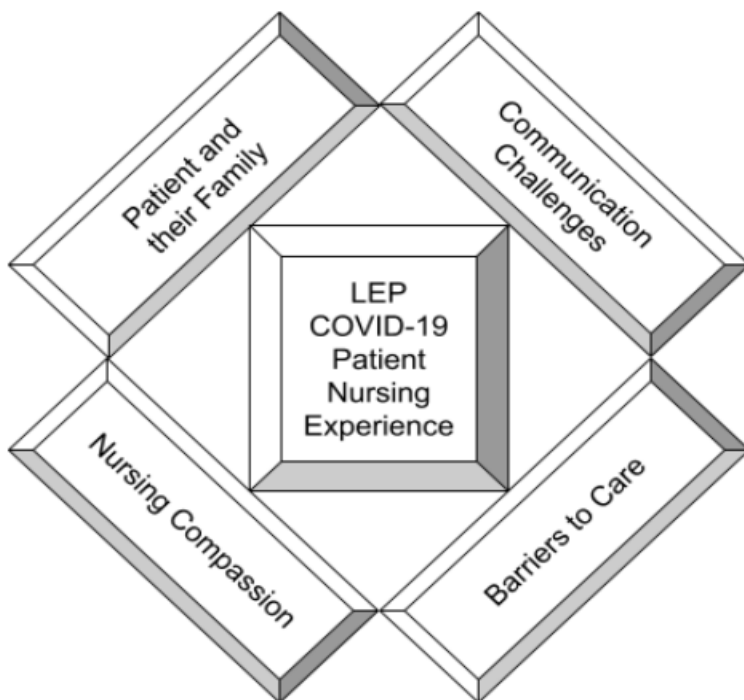 Patient and
their Family
Communication
Challenges
LEP
COVID-19
Patient
Nursing
Experience
Nursing Compassion
Barriers to Care